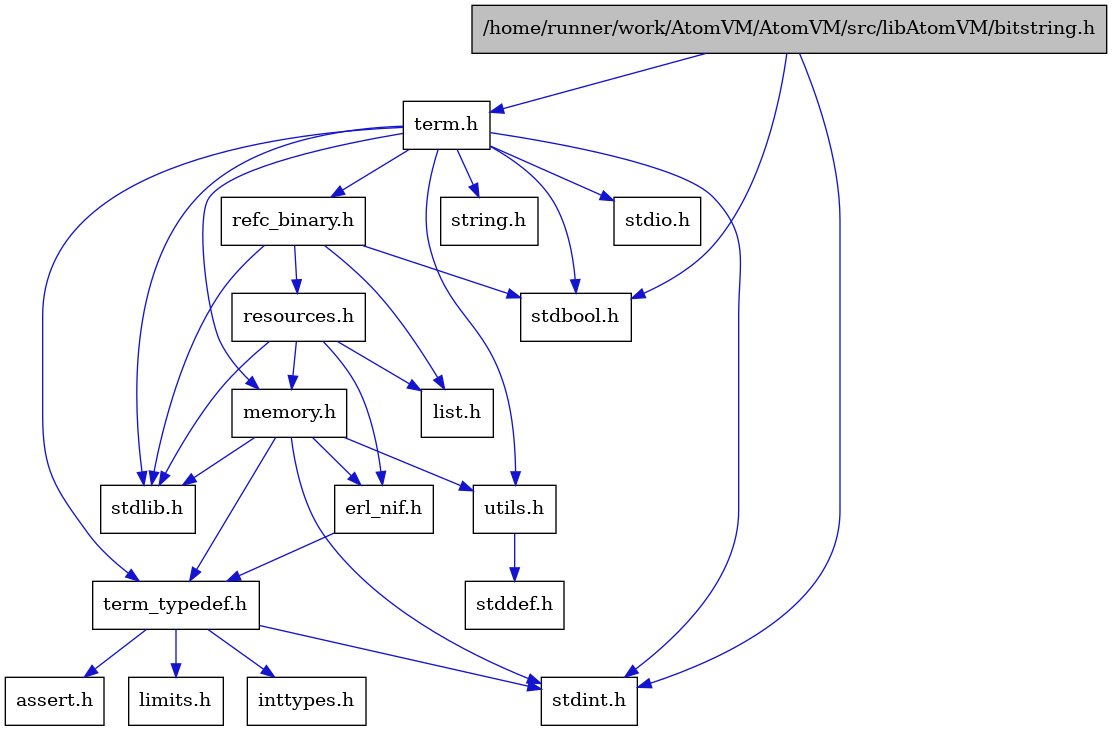 /home/runner/work/AtomVM/AtomVM/src/libAtomVM/bitstring.h
term.h
refc_binary.h
string.h
stdio.h
resources.h
stdbool.h
memory.h
list.h
stdlib.h
erl_nif.h
utils.h
term_typedef.h
stddef.h
assert.h
limits.h
inttypes.h
stdint.h